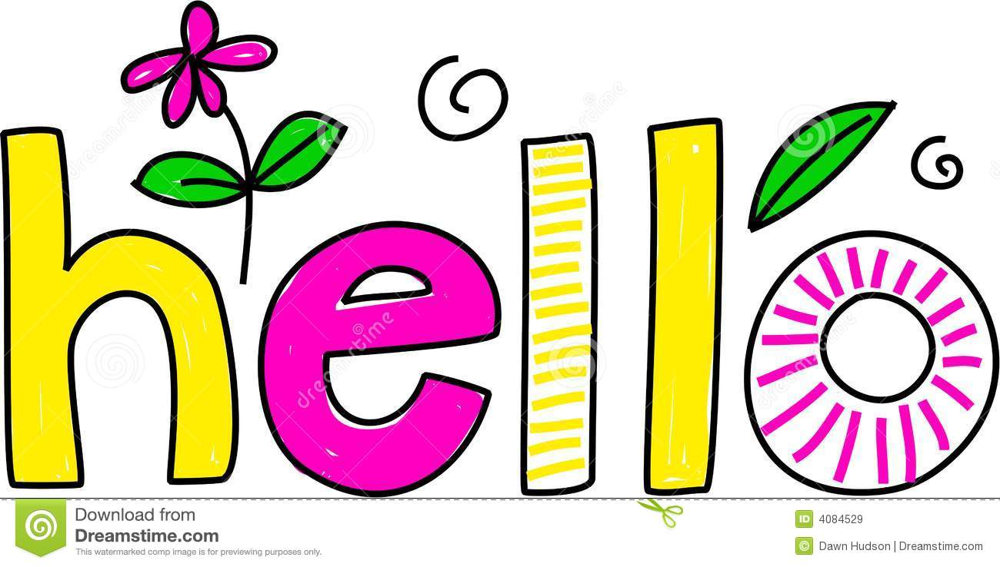 hello
Download from
Dreamstime.com
This watermarked comp image is for previewing purposes only.
ID 4084529
© Dawn Hudson | Dreamstime.com